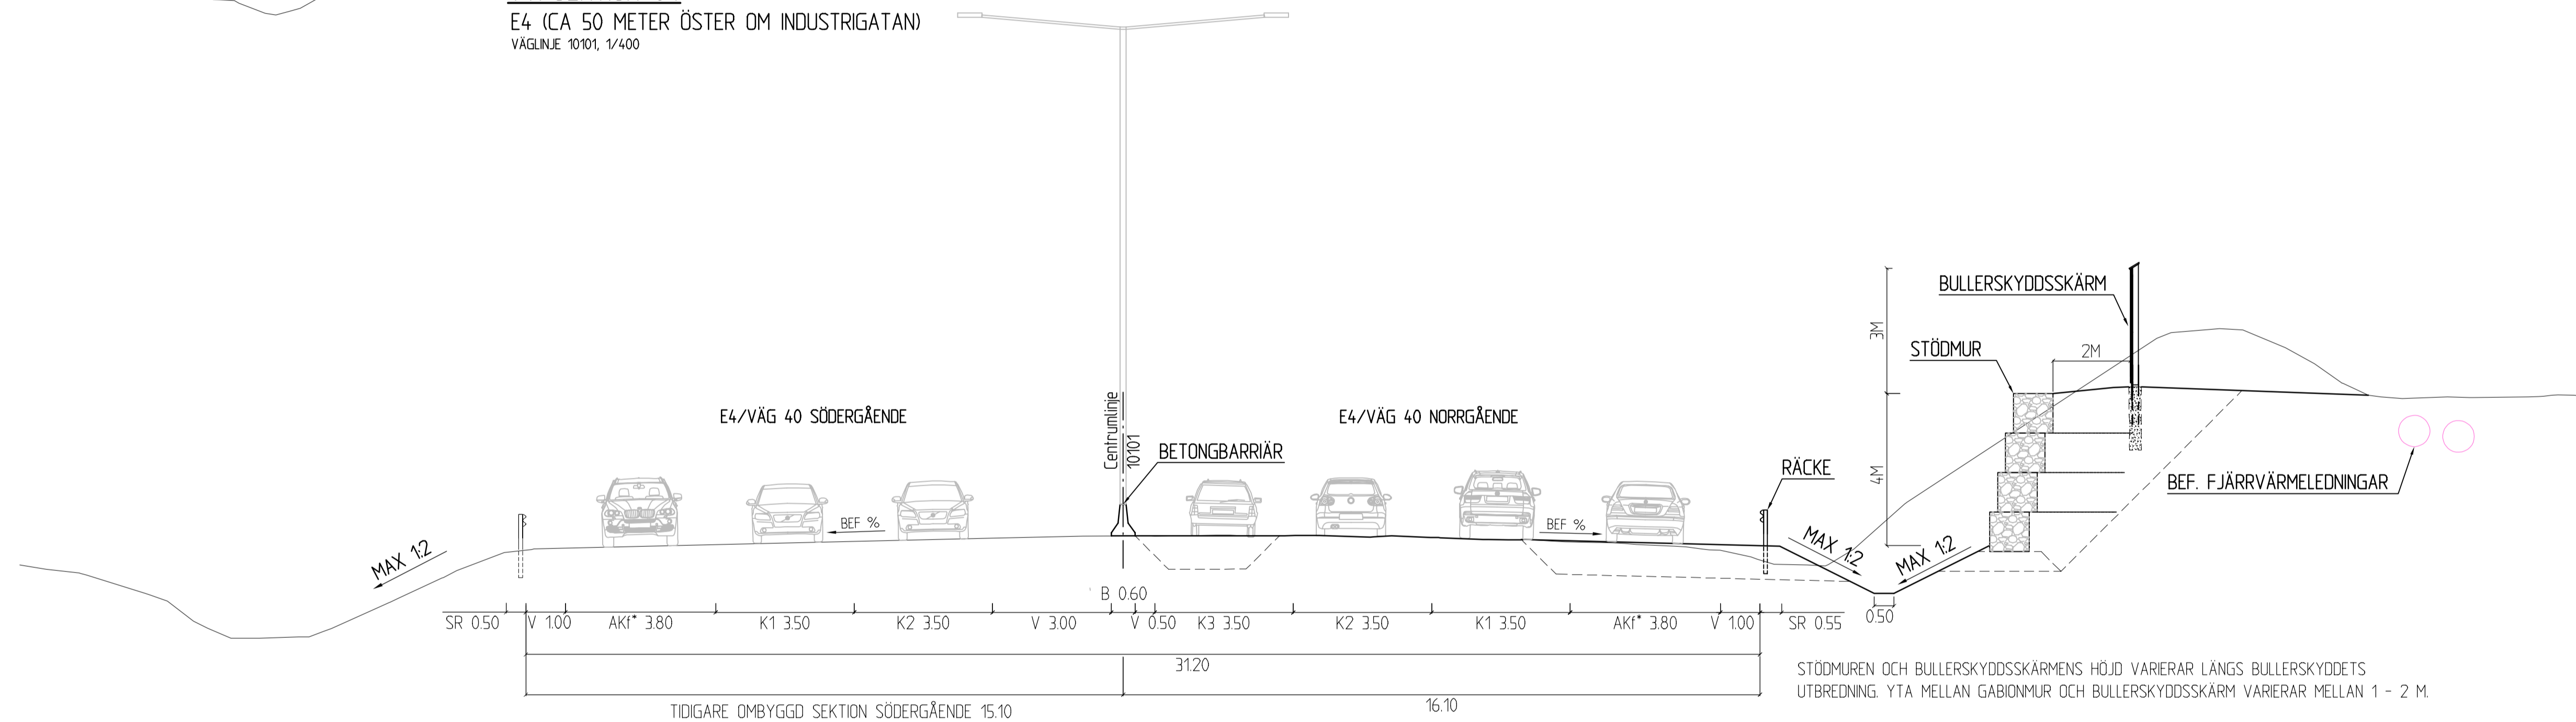 E4 (CA 50 METER ÖSTER OM INDUSTRIGATAN)
VÄGLINJE 10101, 1/400
BULLERSKYDDSSKÄRM
3M
STÖDMUR
2M
E4/VÄG 40 SÖDERGÅENDE
Centrumlinje
10101
E4/VÄG 40 NORRGÅENDE
BETONGBARRIÄR
RÄCKE
4M
BEF. FJÄRRVÄRMELEDNINGAR
MAX 1:2
BEF %
BEF %
MAX 1:2
MAX 1:2
B 0.60
SR 0.50
V 1.00
AKf* 3.80
K1 3.50
K2 3.50
V 3.00
V 0.50
K3 3.50
K2 3.50
K1 3.50
AKf* 3.80
V 1.00
SR 0.55
0.50
31.20
STÖDMUREN OCH BULLERSKYDDSSKÄRMENS HÖJD VARIERAR LÄNGS BULLERSKYDDETS
UTBREDNING. YTA MELLAN GABIONMUR OCH BULLERSKYDDSSKÄRM VARIERAR MELLAN 1 - 2 M.
TIDIGARE OMBYGGD SEKTION SÖDERGÅENDE 15.10
16.10